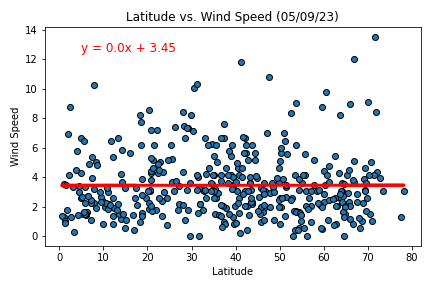 Latitude vs. Wind Speed (05/09/23)
y = 0.0x + 3.45
Wind Speed
14
12
10
8
6
4
2
0
0 10 20 30 40 50 60 70 80
Latitude